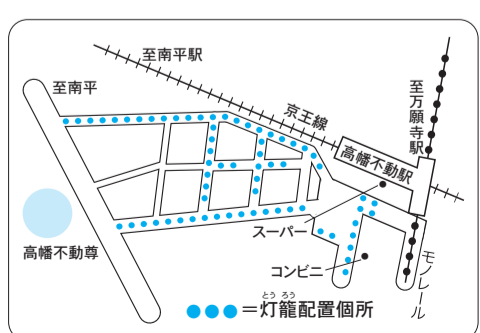 至南平駅
至南平
京王線
至万願寺駅
高幡不動駅
スーパー
高幡不動尊
コンビニ
モノレール
とうろう
●●●=灯籠配置個所